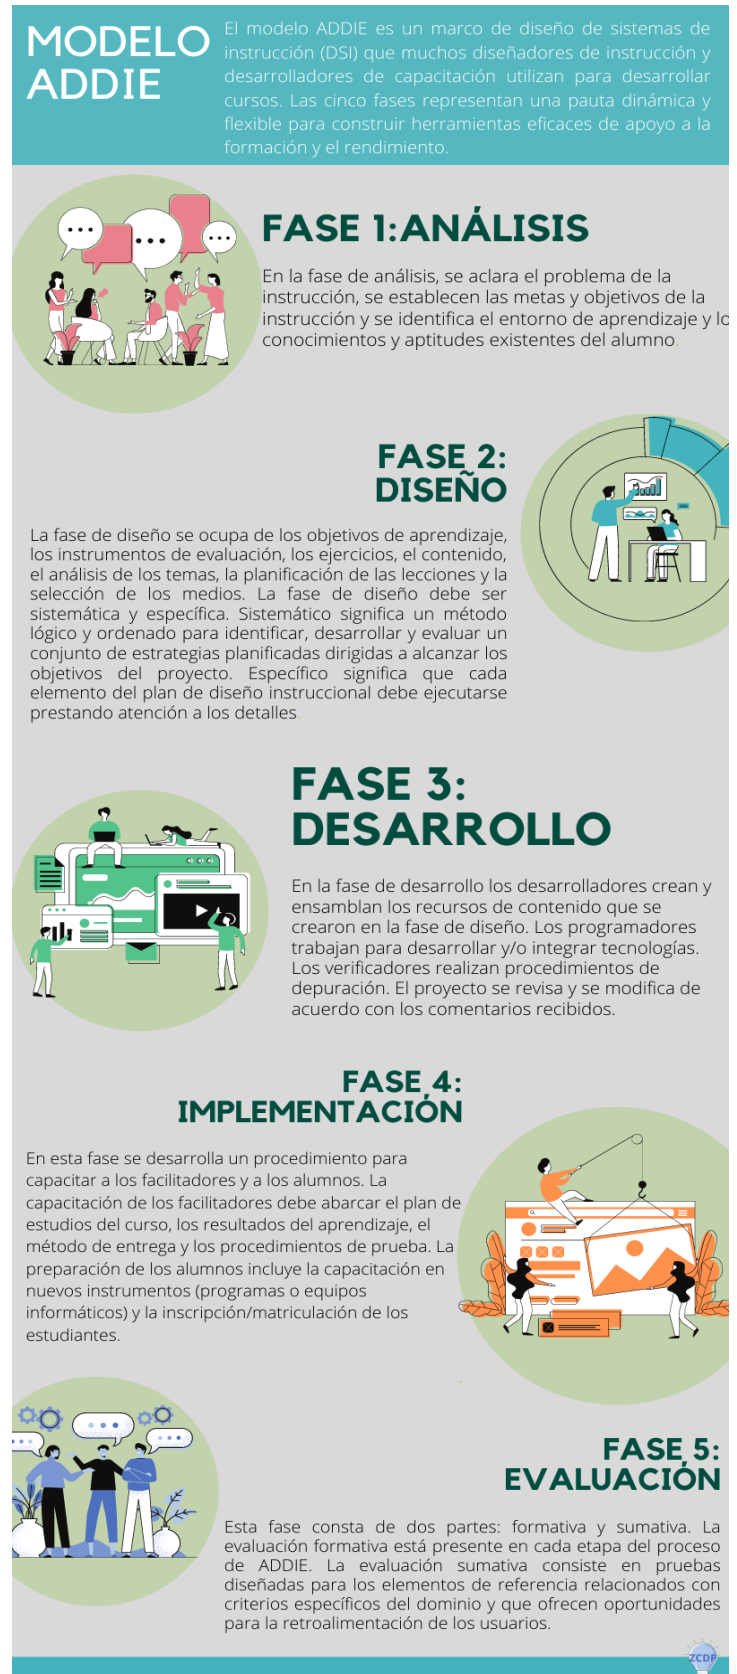 MODELO
ADDIE
El modelo ADDIE es un marco de diseño de sistemas de
instrucción (DSI) que muchos diseñadores de instrucción y
desarrolladores de capacitación utilizan para desarrollar
cursos. Las cinco fases representan una pauta dinámica y
flexible para construir herramientas eficaces de apoyo a la
formación y el rendimiento.
FASE 1:ANÁLISIS
En la fase de análisis, se aclara el problema de la
instrucción, se establecen las metas y objetivos de la
instrucción y se identifica el entorno de aprendizaje y lo
conocimientos y aptitudes existentes del alumno.
FASE 2:
DISEÑO
La fase de diseño se ocupa de los objetivos de aprendizaje,
los instrumentos de evaluación, los ejercicios, el contenido,
el análisis de los temas, la planificación de las lecciones y la
selección de los medios. La fase de diseño debe ser
sistemática y específica. Sistemático significa un método
lógico y ordenado para identificar, desarrollar y evaluar un
conjunto de estrategias planificadas dirigidas a alcanzar los
objetivos del proyecto. Específico significa que cada
elemento del plan de diseño instruccional debe ejecutarse
prestando atención a los detalles.
FASE 3:
DESARROLLO
En la fase de desarrollo los desarrolladores crean y
ensamblan los recursos de contenido que se
crearon en la fase de diseño. Los programadores
trabajan para desarrollar y/o integrar tecnologías.
Los verificadores realizan procedimientos de
depuración. El proyecto se revisa y se modifica de
acuerdo con los comentarios recibidos.
FASE 4:
IMPLEMENTACIÓN
En esta fase se desarrolla un procedimiento para
capacitar a los facilitadores y a los alumnos. La
capacitación de los facilitadores debe abarcar el plan de
estudios del curso, los resultados del aprendizaje, el
método de entrega y los procedimientos de prueba. La
preparación de los alumnos incluye la capacitación en
nuevos instrumentos (programas o equipos
informáticos) y la inscripción/matriculación de los
estudiantes.
FASE 5:
EVALUACIÓN
Esta fase consta de dos partes: formativa y sumativa. La
evaluación formativa está presente en cada etapa del proceso
de ADDIE. La evaluación sumativa consiste en pruebas
diseñadas para los elementos de referencia relacionados con
criterios específicos del dominio y que ofrecen oportunidades
para la retroalimentación de los usuarios.
ZCDP